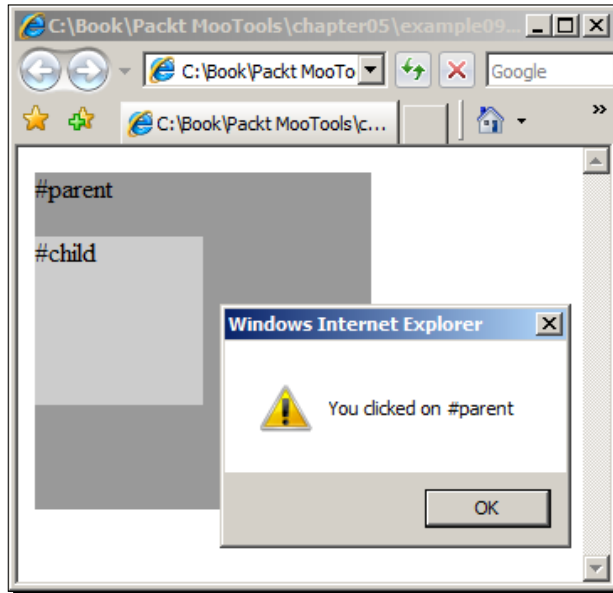 C:\Book\Packt MooTools\chapter05\example09...
C:\Book\Packt MooTo
Google
C:\Book\Packt MooTools\c...
»
#parent
#child
Windows Internet Explorer
You clicked on #parent
OK